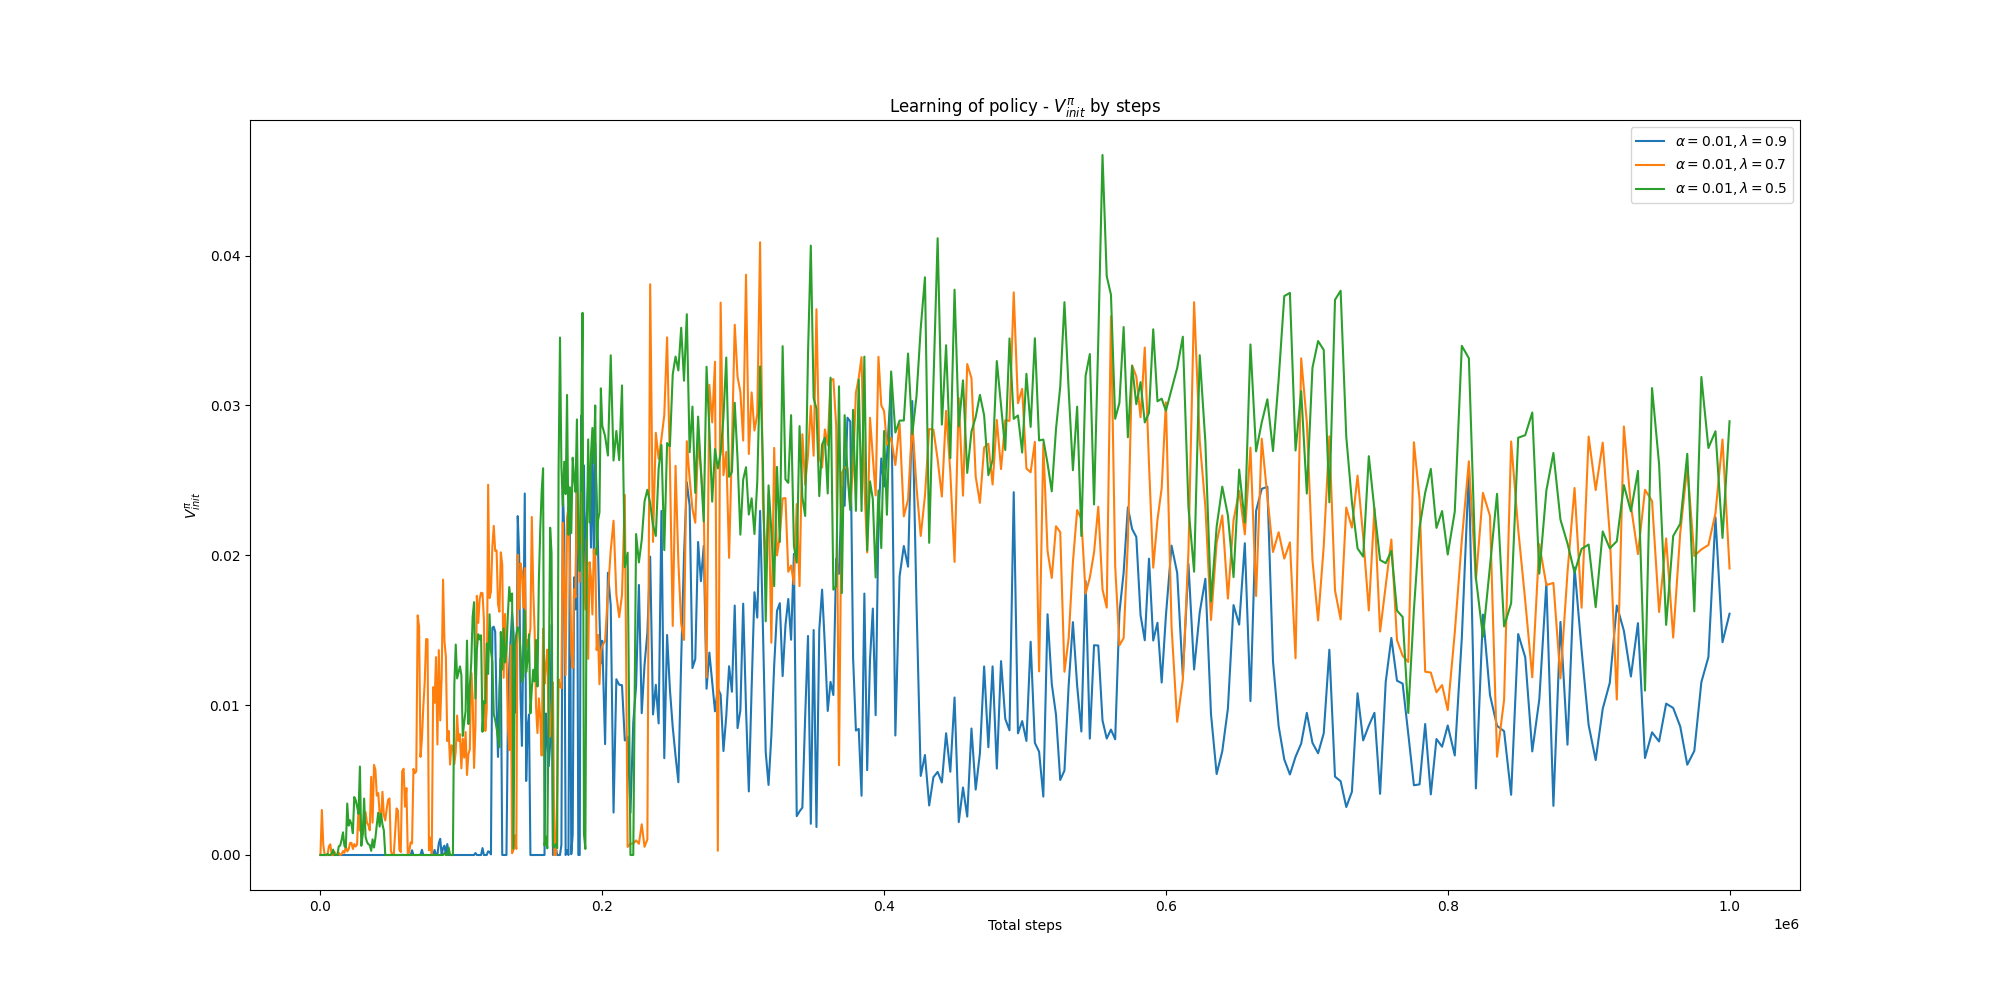 Learning of policy - $V_{init}^{\pi}$ by steps
α = 0.01, λ = 0.9
α = 0.01, λ = 0.7
α = 0.01, λ = 0.5
$V_{init}^{\pi}$
0.04
0.03
0.02
0.01
0.00
0.0 0.2 0.4 0.6 0.8 1.0
Total steps
1e6